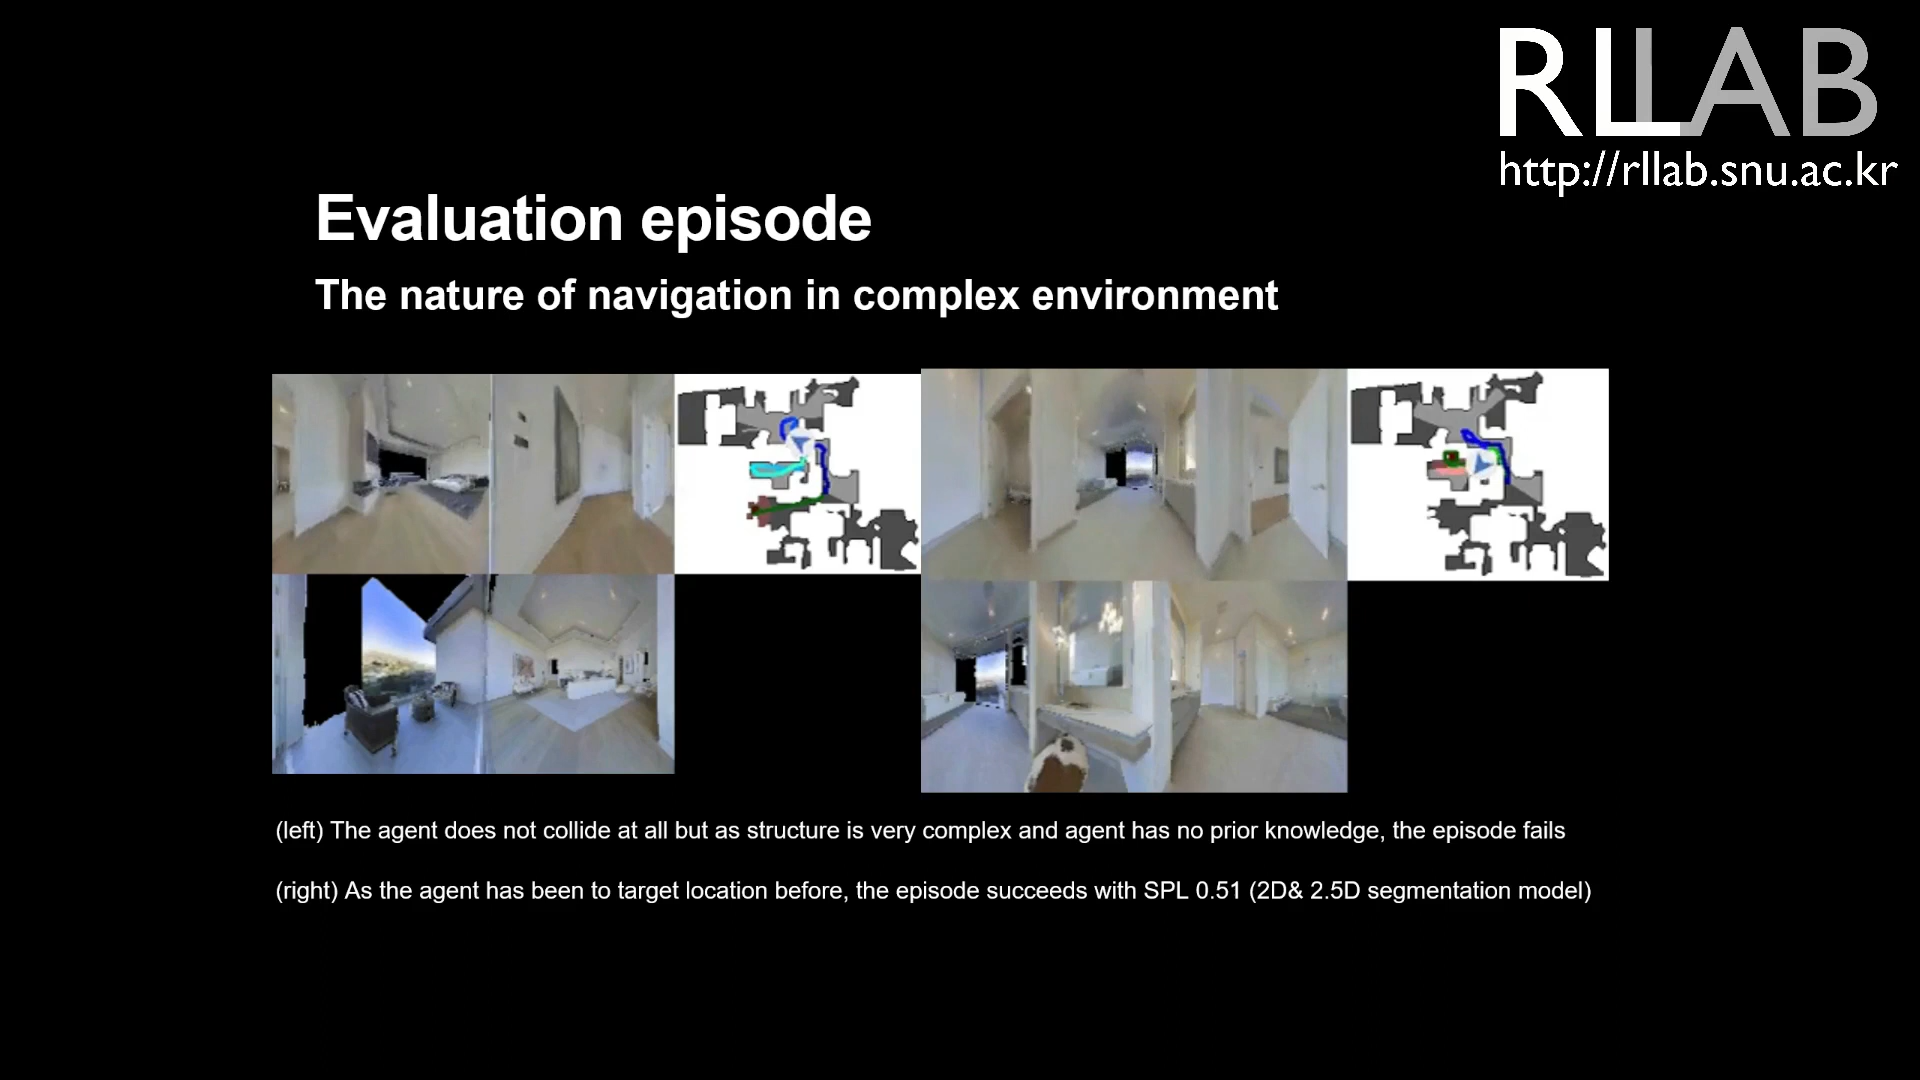 RLLAB
http://rllab.snu.ac.kr
Evaluation episode
The nature of navigation in complex environment
(left) The agent does not collide at all but as structure is very complex and agent has no prior knowledge, the episode fails
(right) As the agent has been to target location before, the episode succeeds with SPL 0.51 (2D& 2.5D segmentation model)